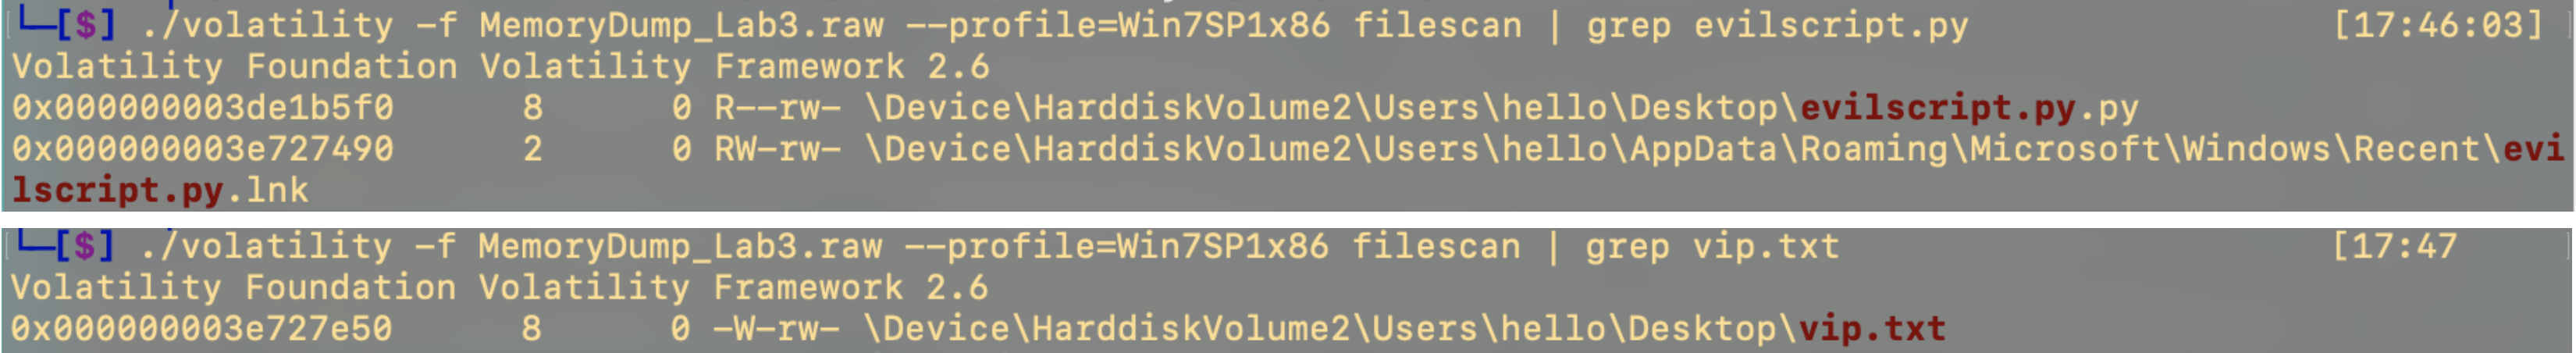 └─[$] ./volatility -f MemoryDump_Lab3.raw --profile=Win7SP1x86 filescan | grep evilscript.py [17:46:03]
Volatility Foundation Volatility Framework 2.6
0x000000003de1b5f0 8 0 R--rw- \Device\HarddiskVolume2\Users\hello\Desktop\evilscript.py.py
0x000000003e727490 2 0 RW-rw- \Device\HarddiskVolume2\Users\hello\AppData\Roaming\Microsoft\Windows\Recent\evi
lscript.py.lnk
└─[$] ./volatility -f MemoryDump_Lab3.raw --profile=Win7SP1x86 filescan | grep vip.txt [17:47
Volatility Foundation Volatility Framework 2.6
0x000000003e727e50 8 0 -W-rw- \Device\HarddiskVolume2\Users\hello\Desktop\vip.txt